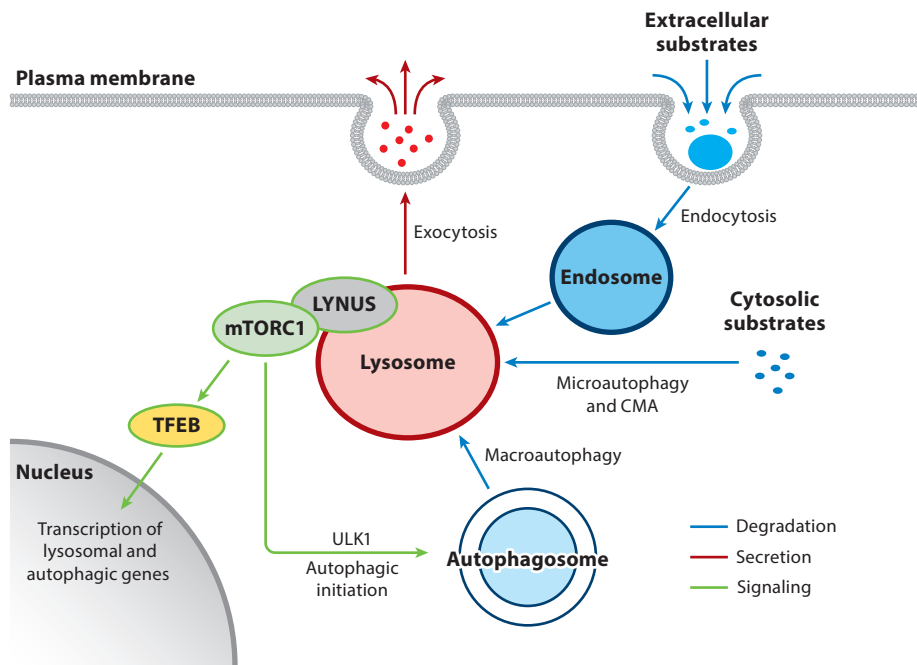 Extracellular
substrates
Plasma membrane
Endocytosis
Exocytosis
Endosome
LYNUS
mTORC1
Lysosome
Cytosolic
substrates
Microautophagy
and CMA
TFEB
Macroautophagy
Nucleus
Transcription of
lysosomal and
autophagic genes
ULK1
Autophagic
initiation
Autophagosome
Degradation
Secretion
Signaling